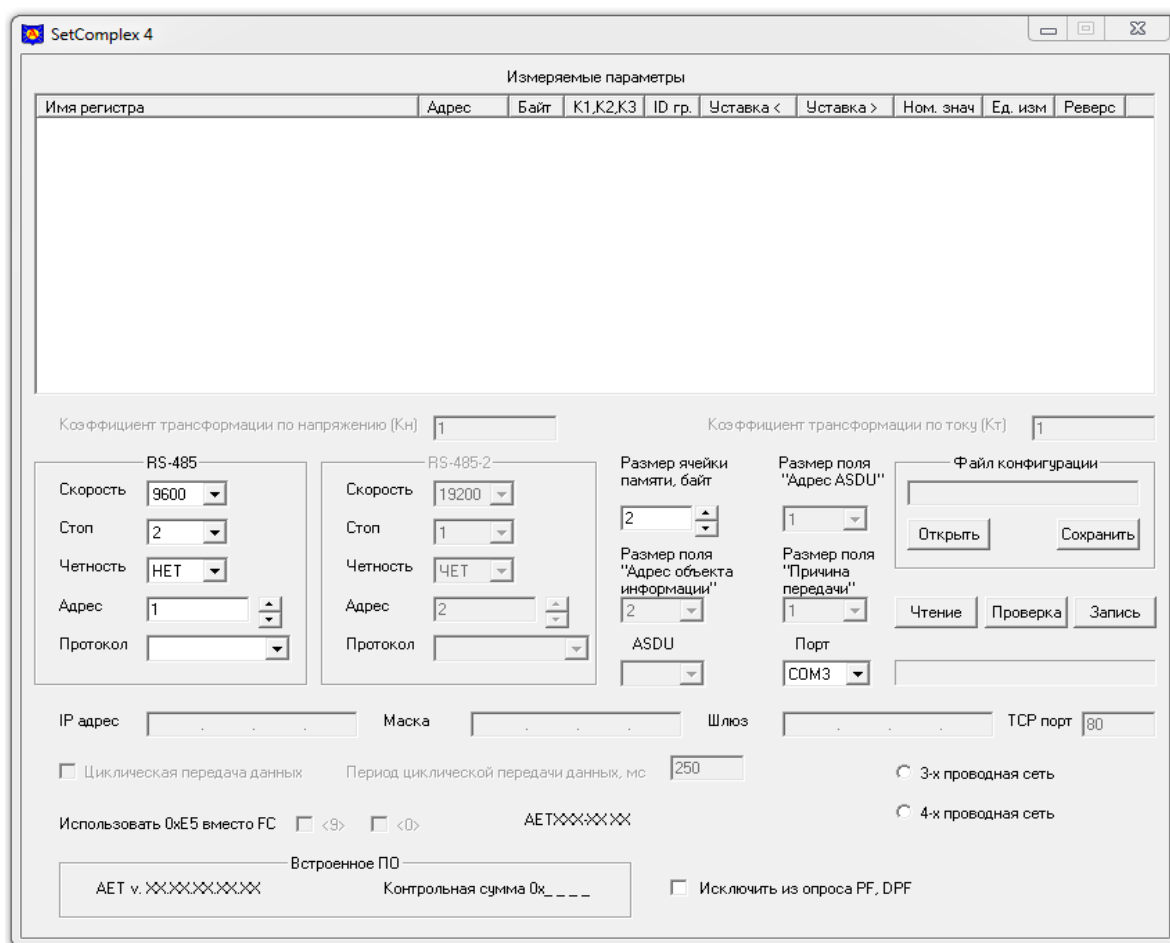 SetComplex 4
Измеряемые параметры
Имя регистра Адрес Байт K1,K2,K3 ID гр. Уставка < Уставка > Ном. знач Ед. изм Реверс
Коэффициент трансформации по напряжению (Кн) 1 Коэффициент трансформации по току (Кт) 1
RS-485
Скорость 9600
Стоп 2
Четность НЕТ
Адрес 1
Протокол
RS-485-2
Скорость 19200
Стоп 1
Четность ЧЕТ
Адрес 2
Протокол
Размер ячейки
памяти, байт
2
Размер поля
"Адрес ASDU"
1
Размер поля
"Адрес объекта
информации"
2
Размер поля
"Причина
передачи"
1
ASDU
Порт
COM3
Файл конфигурации
Открыть Сохранить
Чтение Проверка Запись
IP адрес . . . Маска . . . Шлюз . . . TCP порт 80
Циклическая передача данных Период циклической передачи данных, мс 250
3-х проводная сеть
Использовать 0xE5 вместо FC <9> <0> AETXXX-XX XX
4-х проводная сеть
Встроенное ПО
AET v. XX.XX.XX.XX.XX Контрольная сумма 0x_ _ _ _
Исключить из опроса PF, DPF